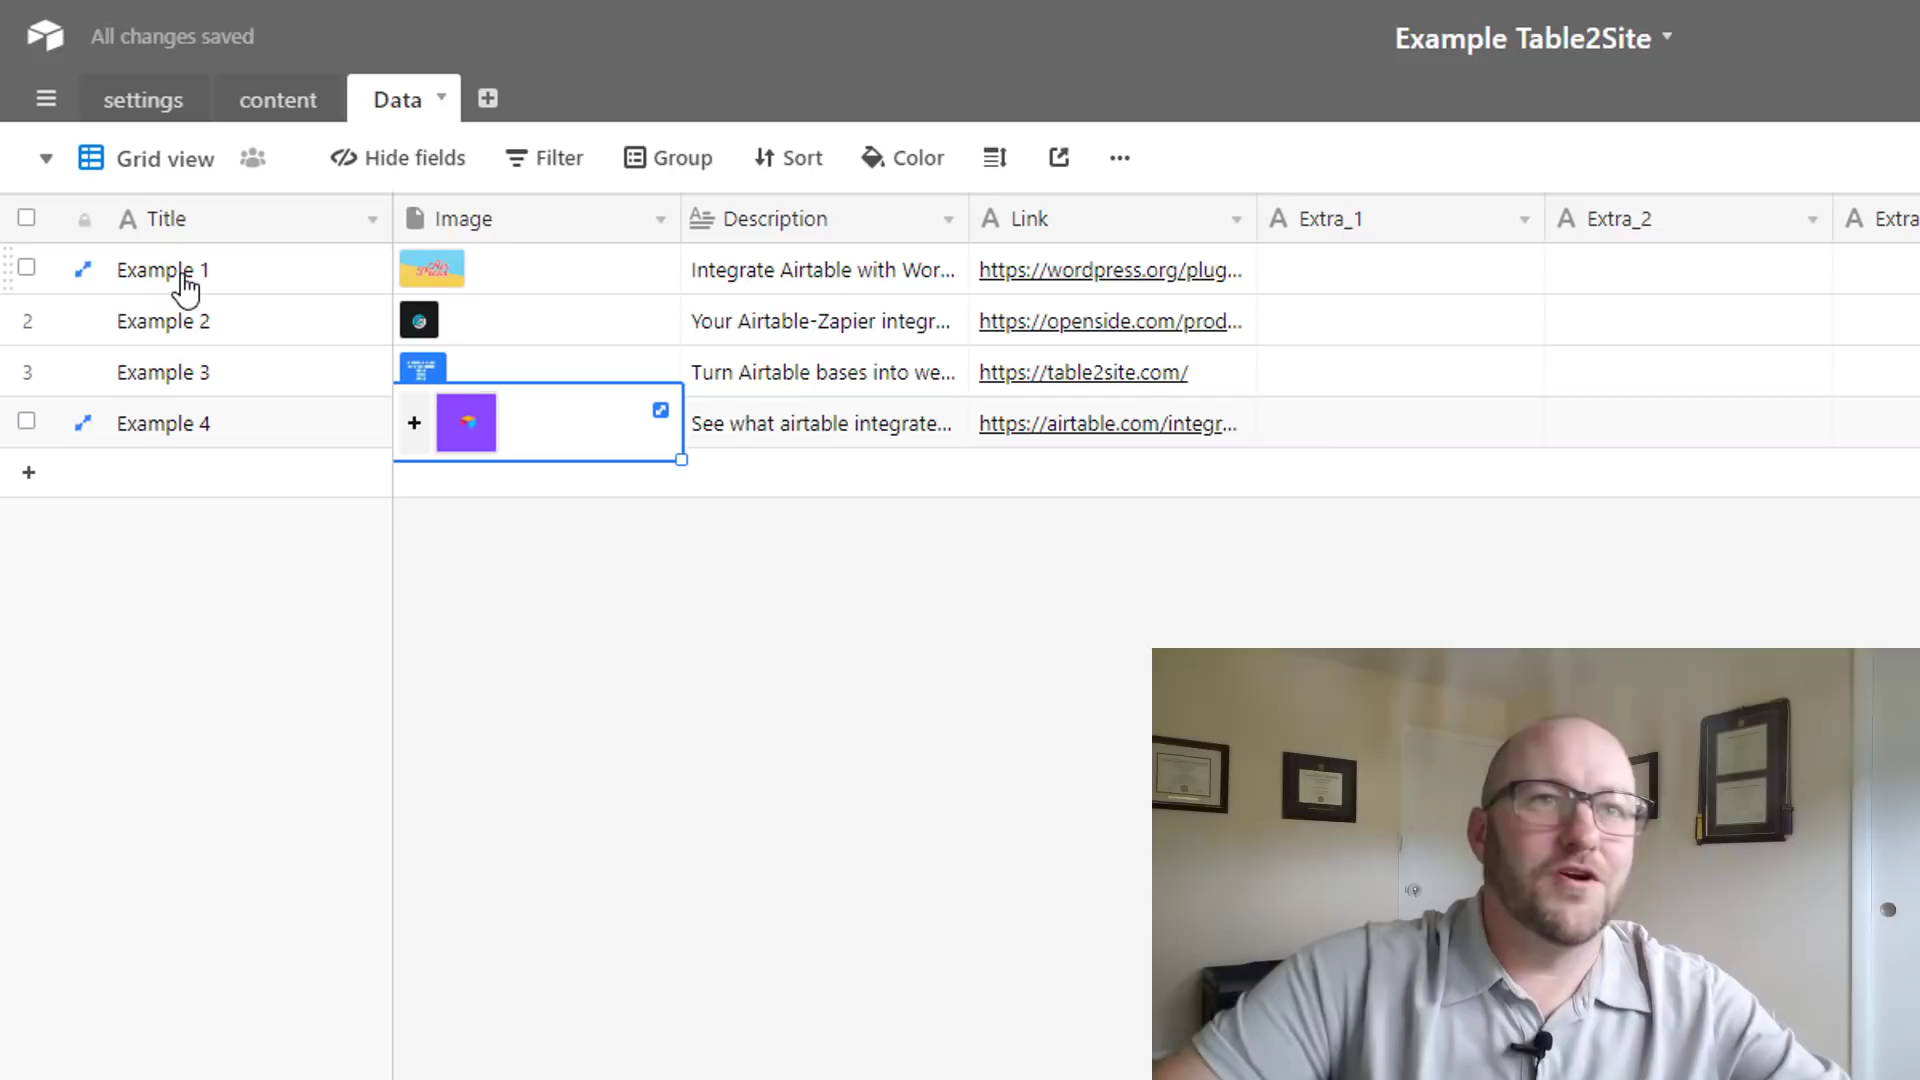 All changes saved
Example Table2Site
settings
content
Data
Grid view
Hide fields
Filter
Group
Sort
Color
Title
Image
Description
Link
Extra_1
Extra_2
Extra
Example 1
Integrate Airtable with Wor...
https://wordpress.org/plug...
2
Example 2
Your Airtable-Zapier integr...
https://openside.com/prod...
3
Example 3
Turn Airtable bases into we...
https://table2site.com/
Example 4
See what airtable integrate...
https://airtable.com/integr...